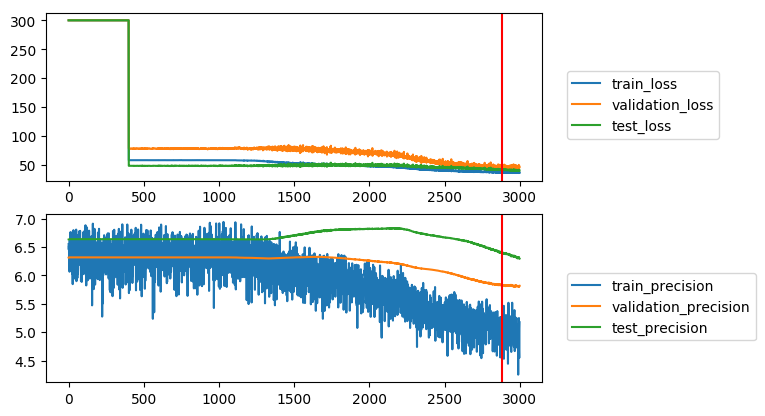 300
250
200
150
100
50
0 500 1000 1500 2000 2500 3000
train_loss
validation_loss
test_loss
7.0
6.5
6.0
5.5
5.0
4.5
0 500 1000 1500 2000 2500 3000
train_precision
validation_precision
test_precision